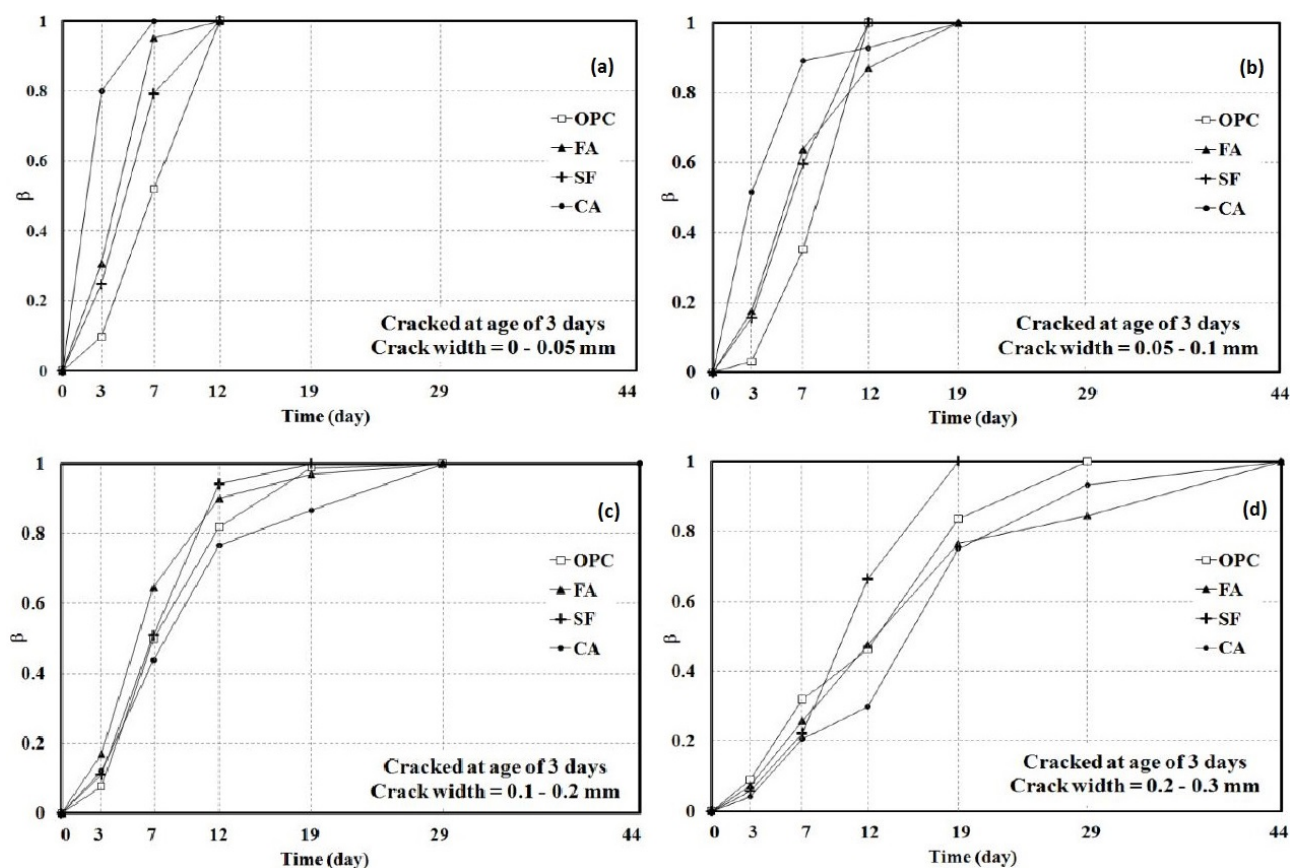 1
0.8
0.6
0.4
0.2
0
β
(a)
OPC
FA
SF
CA
Cracked at age of 3 days
Crack width = 0 - 0.05 mm
0 3 7 12 19 29 44
Time (day)
1
0.8
0.6
0.4
0.2
0
β
(b)
OPC
FA
SF
CA
Cracked at age of 3 days
Crack width = 0.05 - 0.1 mm
0 3 7 12 19 29 44
Time (day)
1
0.8
0.6
0.4
0.2
0
β
(c)
OPC
FA
SF
CA
Cracked at age of 3 days
Crack width = 0.1 - 0.2 mm
0 3 7 12 19 29 44
Time (day)
1
0.8
0.6
0.4
0.2
0
β
(d)
OPC
FA
SF
CA
Cracked at age of 3 days
Crack width = 0.2 - 0.3 mm
0 3 7 12 19 29 44
Time (day)